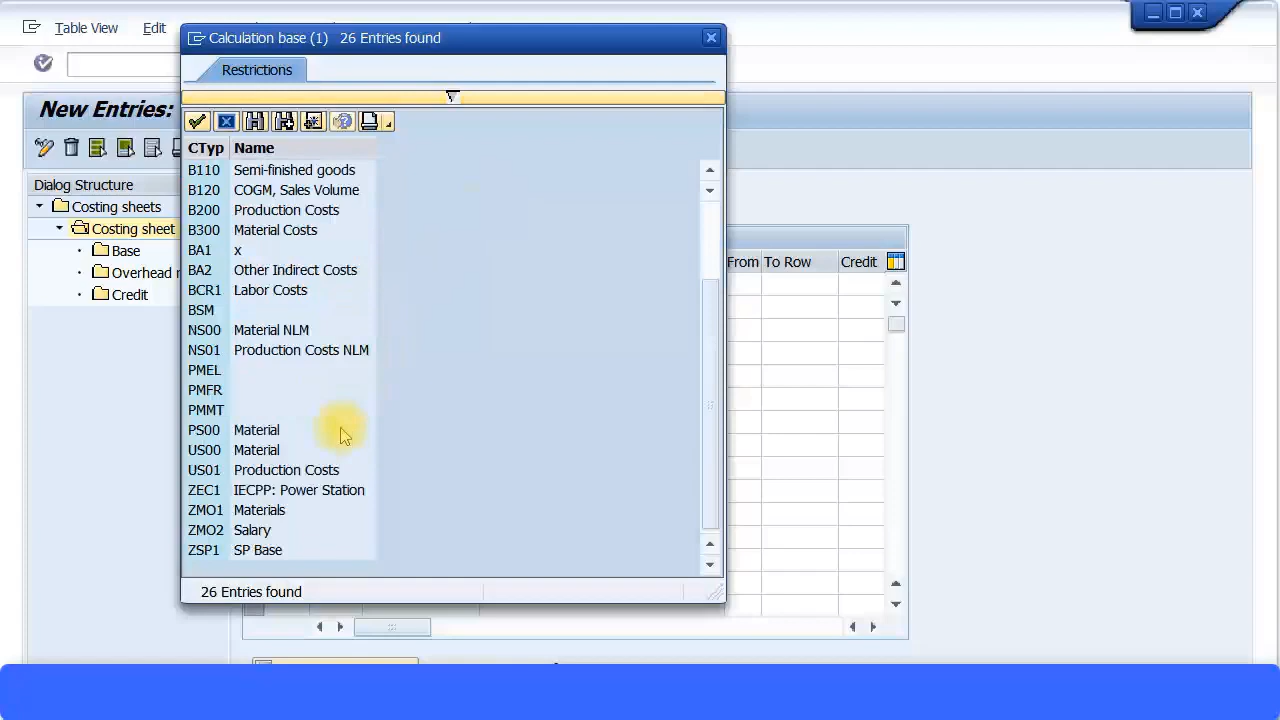 Table View Edit
Calculation base (1) 26 Entries found
Restrictions
New Entries:
CTyp Name
Dialog Structure
Costing sheets
Costing sheet
Base
Overhead r
Credit
B110 Semi-finished goods
B120 COGM, Sales Volume
B200 Production Costs
B300 Material Costs
BA1 x
BA2 Other Indirect Costs
BCR1 Labor Costs
BSM
NS00 Material NLM
NS01 Production Costs NLM
PMEL
PMFR
PMMT
PS00 Material
US00 Material
US01 Production Costs
ZEC1 IECPP: Power Station
ZMO1 Materials
ZMO2 Salary
ZSP1 SP Base
26 Entries found
From To Row Credit